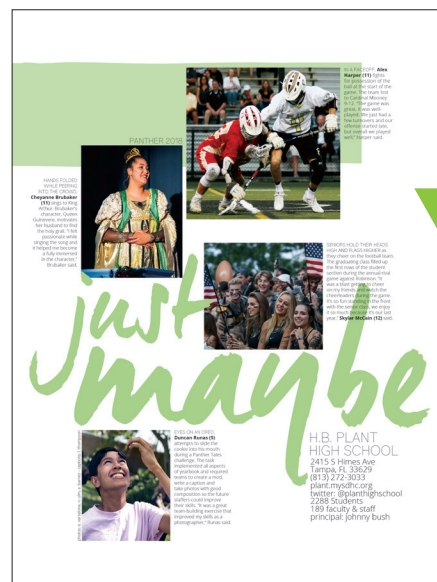 PANTHER 2018
IN A FACEOFF, Alex
Harper (11) fights
for possession of the
ball at the start of the
game. The team lost
to Cardinal Mooney
9-12. "The game was
great, it was well-
played. We just had a
few turnovers and our
offense started late,
but overall we played
well," Harper said.
HANDS FOLDED
WHILE PEERING
INTO THE CROWD,
Cheyanne Brubaker
(11) sings to King
Arthur. Brubaker's
character, Queen
Guinevere, motivates
her husband to find
the holy grail. "I felt
passionate while
singing the song and
it helped me become
a fully immersed
in the character,"
Brubaker said.
SENIORS HOLD THEIR HEADS
HIGH AND FLAGS HIGHER as
they cheer on the football team.
The graduating class filled up
the first rows of the student
section during the annual rival
game against Robinson. "It
was a blast getting to cheer
on my friends and watch the
cheerleaders during the game.
It's so fun standing in the front
with the senior class, we enjoy
it so much because it's our last
year," Skylar McCain (12) said.
just
maybe
EYES ON AN OREO,
Duncan Runas (9)
attempts to slide the
cookie into his mouth
during a Panther Tales
challenge. The task
implemented all aspects
of yearbook and required
teams to create a mod,
write a caption and
take photos with good
composition so the future
staffers could improve
their skills. "It was a great
team building exercise that
improved my skills as a
photographer," Runas said.
H.B. PLANT
HIGH SCHOOL
2415 S Himes Ave
Tampa, FL 33629
(813) 272-3033
plant.mysdhc.org
twitter: @planthighschool
2288 Students
189 faculty & staff
principal: johnny bush